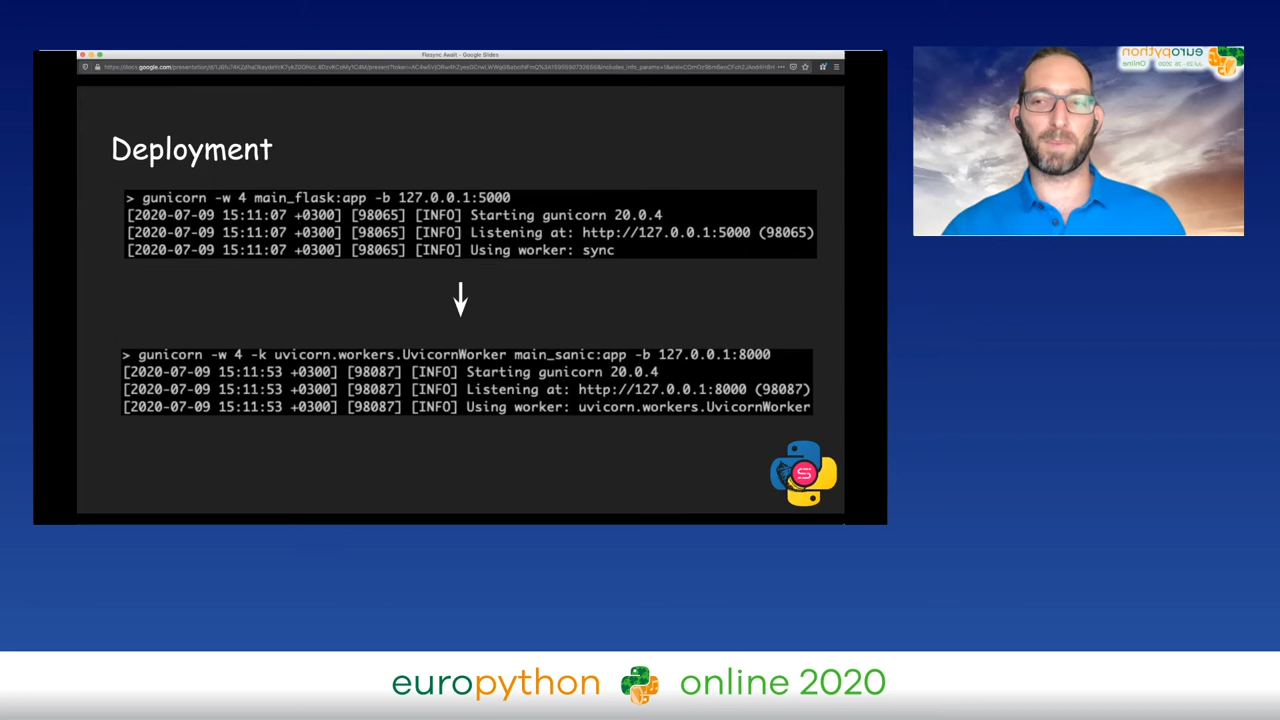 Flasync Await - Google Slides
Deployment
> gunicorn -w 4 main_flask:app -b 127.0.0.1:5000
[2020-07-09 15:11:07 +0300] [98065] [INFO] Starting gunicorn 20.0.4
[2020-07-09 15:11:07 +0300] [98065] [INFO] Listening at: http://127.0.0.1:5000 (98065)
[2020-07-09 15:11:07 +0300] [98065] [INFO] Using worker: sync
> gunicorn -w 4 -k uvicorn.workers.UvicornWorker main_sanic:app -b 127.0.0.1:8000
[2020-07-09 15:11:53 +0300] [98087] [INFO] Starting gunicorn 20.0.4
[2020-07-09 15:11:53 +0300] [98087] [INFO] Listening at: http://127.0.0.1:8000 (98087)
[2020-07-09 15:11:53 +0300] [98087] [INFO] Using worker: uvicorn.workers.UvicornWorker
europython
Online
europython online 2020